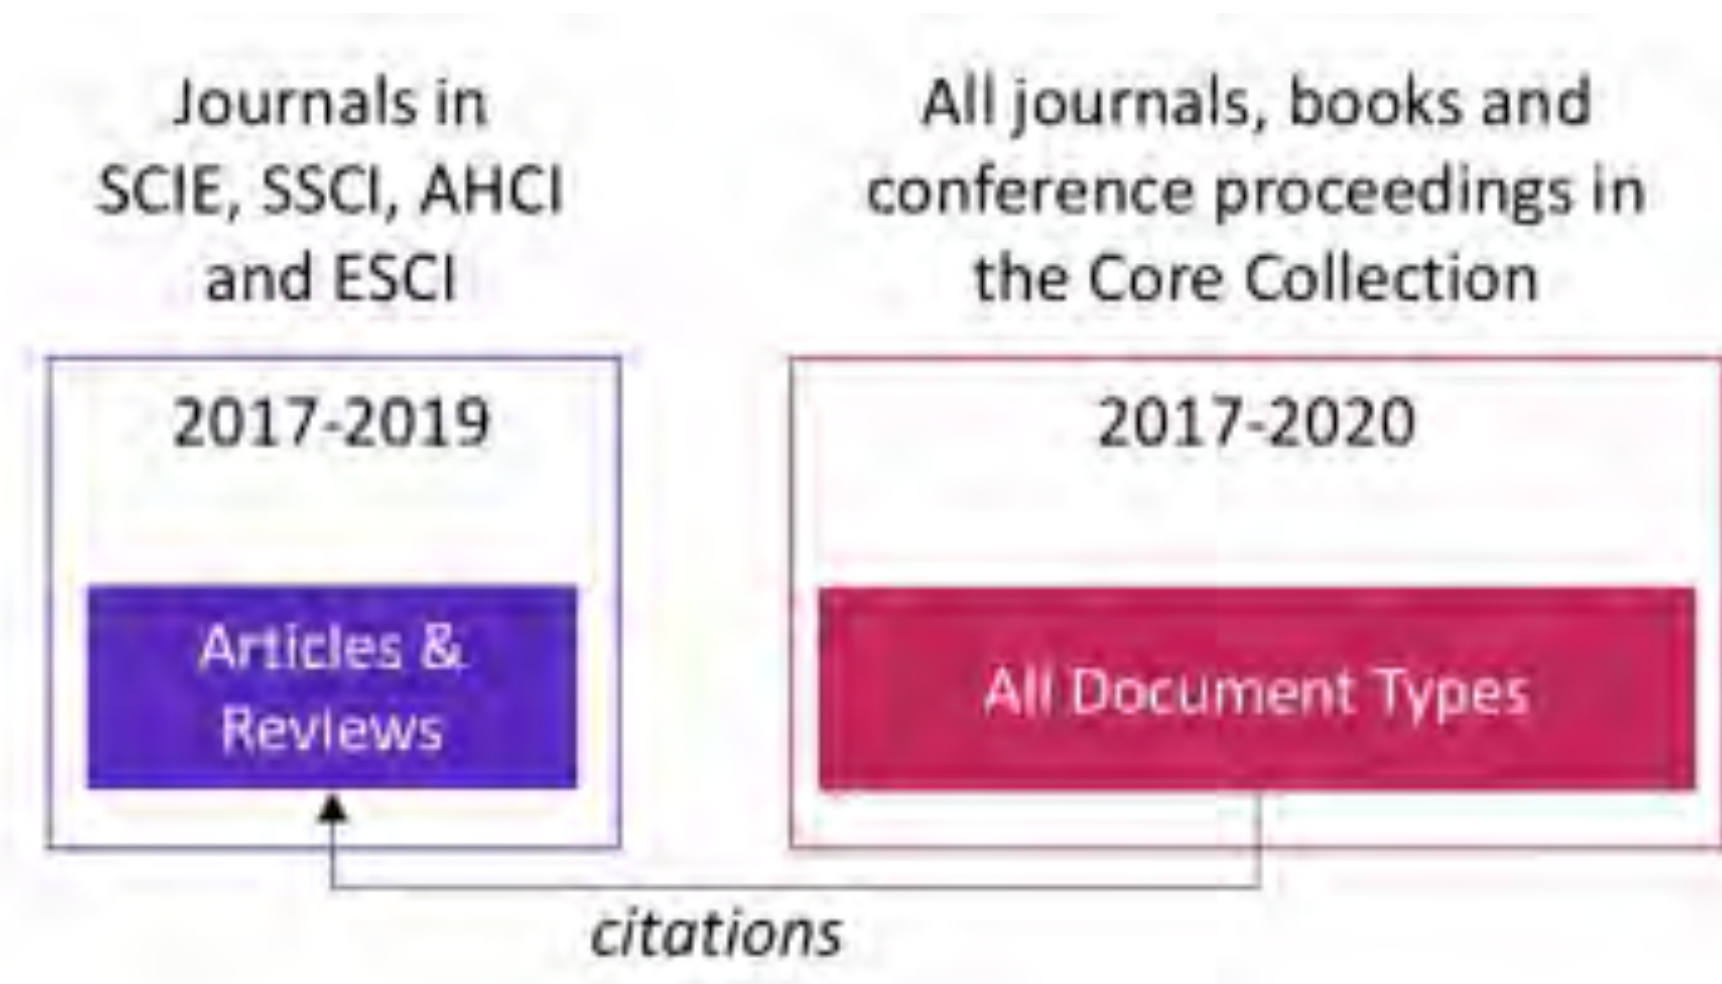 Journals in
SCIE, SSCI, AHCI
and ESCI
2017-2019
Articles &
Reviews
All journals, books and
conference proceedings in
the Core Collection
2017-2020
All Document Types
citations